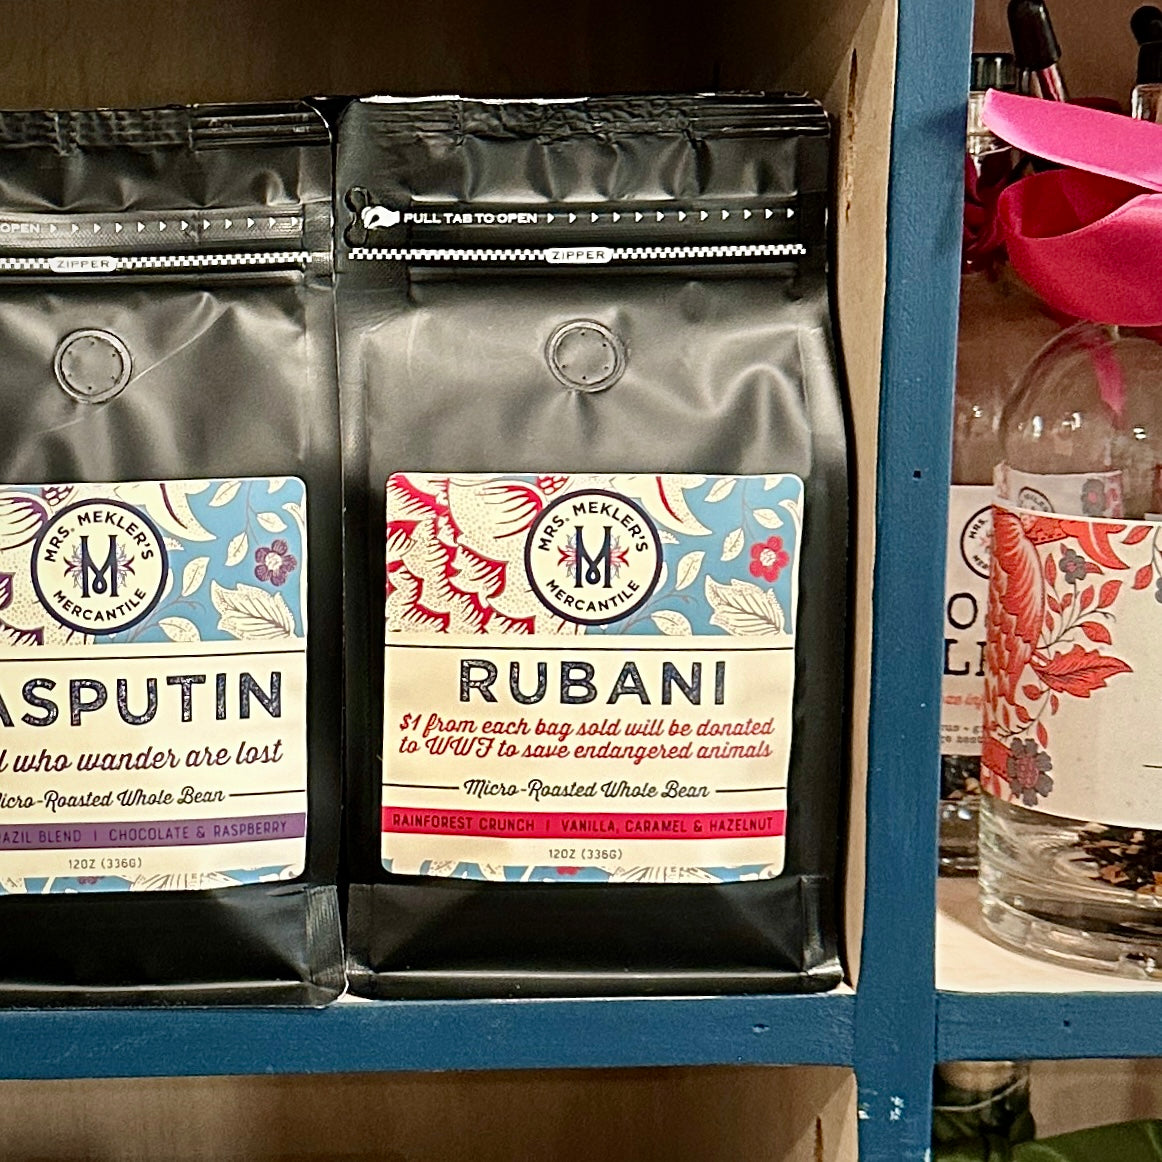 OPEN
ZIPPER
MRS. MEKLER'S
M
MERCANTILE
ASPUTIN
who wander are lost
Micro-Roasted Whole Bean
BLEND | CHOCOLATE & RASPBERRY
12OZ (336G)
PULL TAB TO OPEN
ZIPPER
MRS. MEKLER'S
M
MERCANTILE
RUBANI
$1 from each bag sold will be donated
to WWF to save endangered animals
Micro-Roasted Whole Bean
RAINFOREST CRUNCH | VANILLA, CARAMEL & HAZELNUT
12OZ (336G)
MRS.